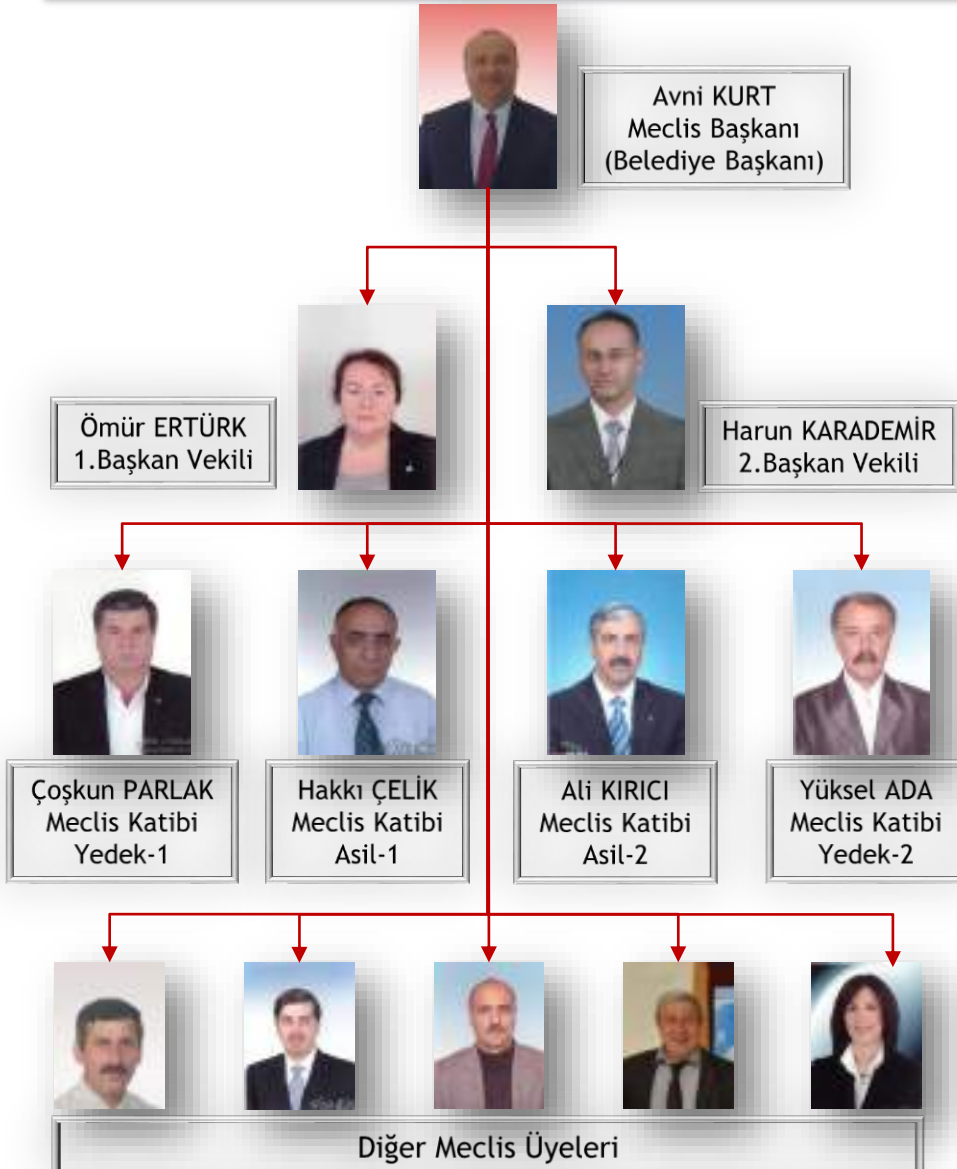 Avni KURT
Meclis Başkanı
(Belediye Başkanı)
Ömür ERTÜRK
1.Başkan Vekili
Harun KARADEMİR
2.Başkan Vekili
Çoşkun PARLAK
Meclis Katibi
Yedek-1
Hakkı ÇELİK
Meclis Katibi
Asil-1
Ali KIRICI
Meclis Katibi
Asil-2
Yüksel ADA
Meclis Katibi
Yedek-2
Diğer Meclis Üyeleri